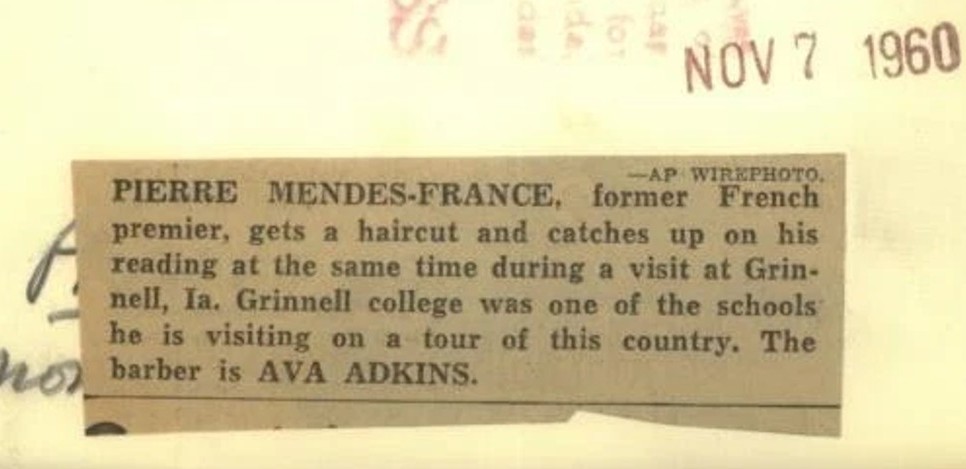 NOV 7 1960
—AP WIREPHOTO.
PIERRE MENDES-FRANCE, former French
premier, gets a haircut and catches up on his
reading at the same time during a visit at Grin-
nell, Ia. Grinnell college was one of the schools
he is visiting on a tour of this country. The
barber is AVA ADKINS.